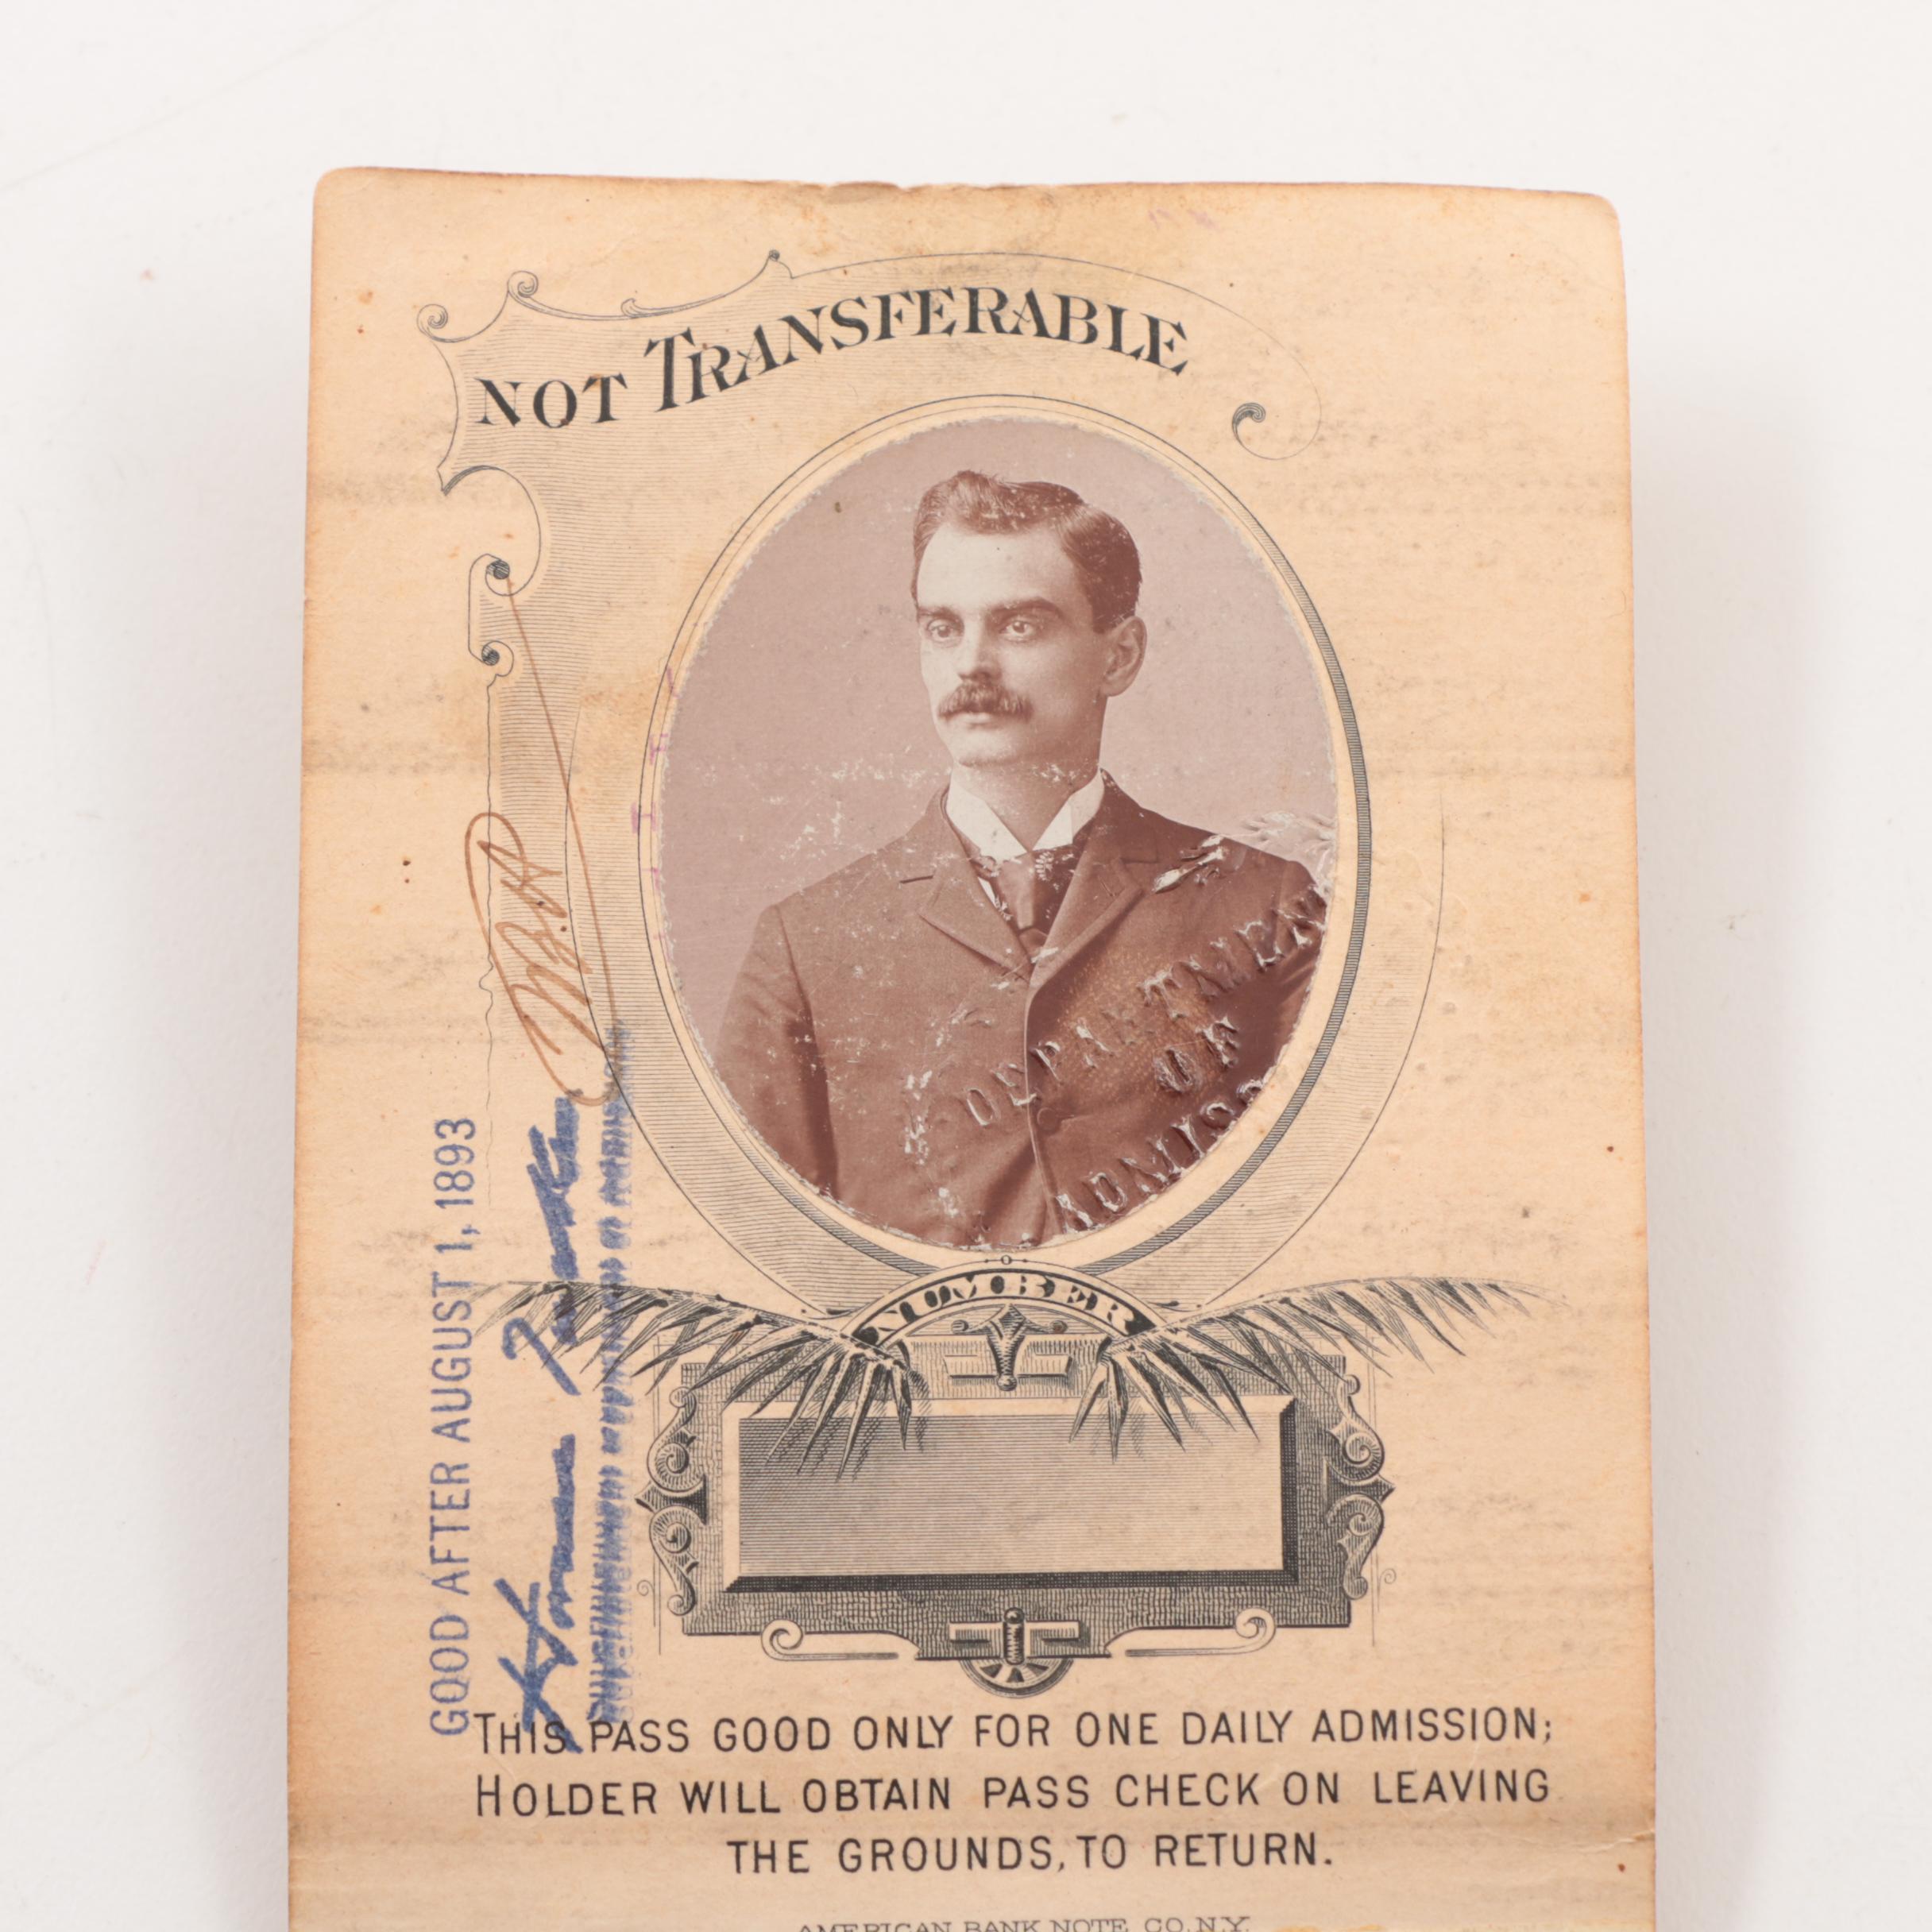 NOT TRANSFERABLE
DEPARTMEN
OF
ADMISS
GOOD AFTER AUGUST 1, 1893
NUMBER
THIS PASS GOOD ONLY FOR ONE DAILY ADMISSION;
HOLDER WILL OBTAIN PASS CHECK ON LEAVING
THE GROUNDS, TO RETURN.
AMERICAN BANK NOTE CO. N.Y.